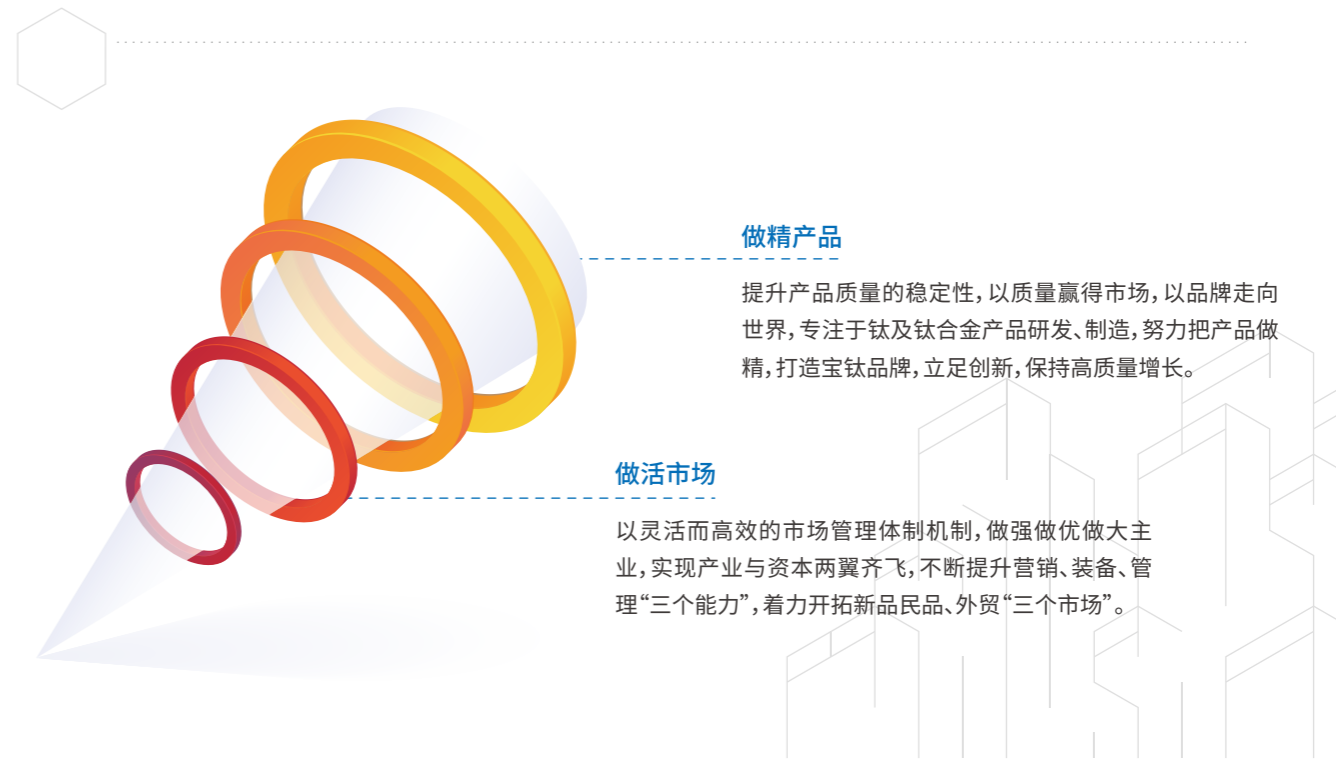 做精产品
提升产品质量的稳定性，以质量赢得市场，以品牌走向
世界，专注于钛及钛合金产品研发、制造，努力把产品做
精，打造宝钛品牌，立足创新，保持高质量增长。
做活市场
以灵活而高效的市场管理体制机制，做强做优做大主
业，实现产业与资本两翼齐飞，不断提升营销、装备、管
理“三个能力”，着力开拓新品民品、外贸“三个市场”。